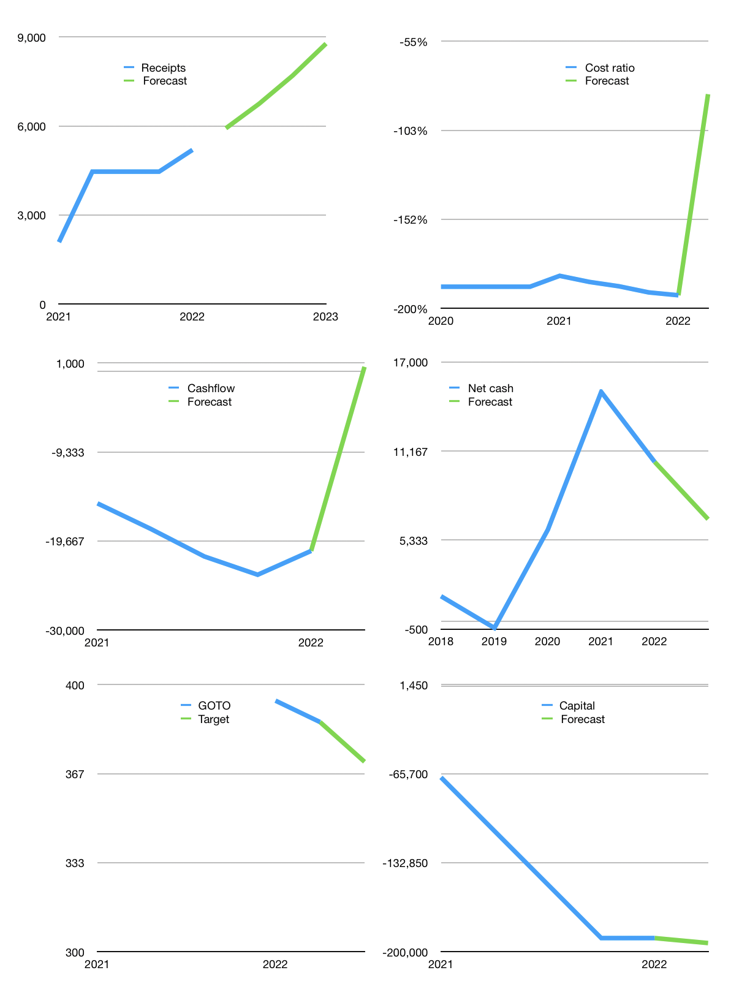 9,000
Receipts
Forecast
6,000
3,000
0
2021 2022 2023
-55%
Cost ratio
Forecast
-103%
-152%
-200%
2020 2021 2022
1,000
Cashflow
Forecast
-9,333
-19,667
-30,000
2021 2022
17,000
Net cash
Forecast
11,167
5,333
-500
2018 2019 2020 2021 2022
400
GOTO
Target
367
333
300
2021 2022
1,450
Capital
Forecast
-65,700
-132,850
-200,000
2021 2022